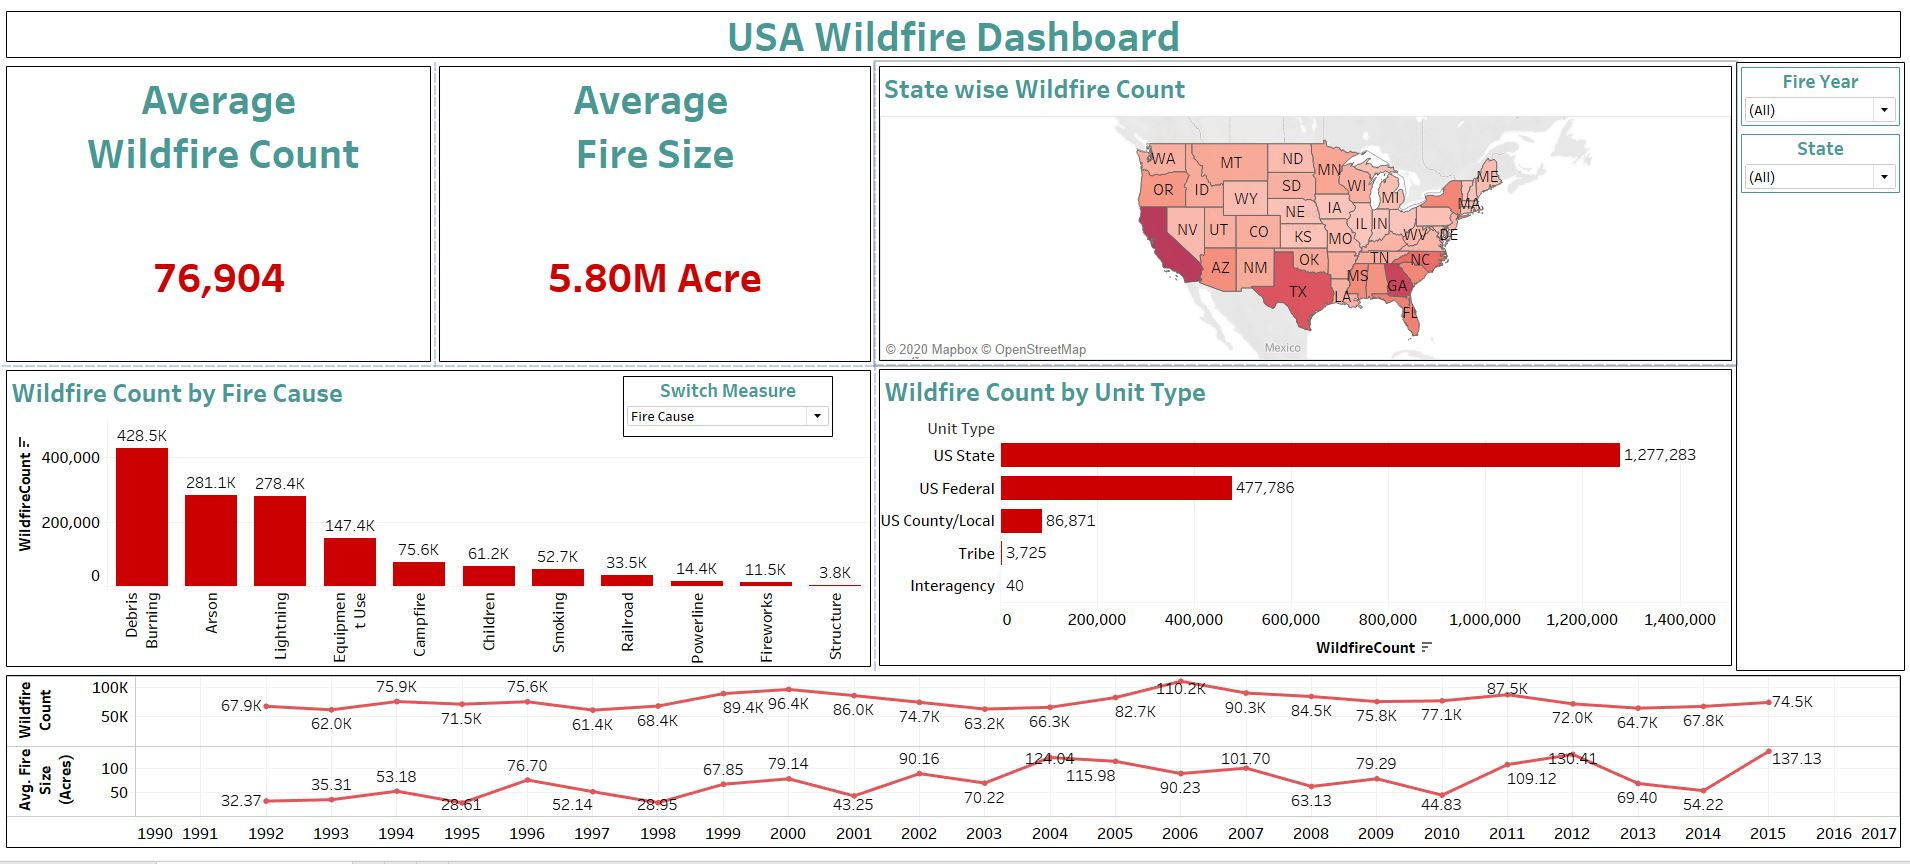 USA Wildfire Dashboard
Average
Wildfire Count
76,904
Average
Fire Size
5.80M Acre
State wise Wildfire Count
WA
MT
ND
MN
ME
OR
ID
SD
WI
MI
WY
MA
NE
IA
NV
UT
CO
IL
IN
KS
MO
WV
DE
AZ
NM
OK
TN
NC
MS
TX
LA
GA
FL
© 2020 Mapbox © OpenStreetMap
Mexico
Fire Year
(All)
State
(All)
Wildfire Count by Fire Cause
Switch Measure
Fire Cause
WildfireCount
400,000
200,000
0
428.5K
281.1K
278.4K
147.4K
75.6K
61.2K
52.7K
33.5K
14.4K
11.5K
3.8K
Debris
Burning
Arson
Lightning
Equipmen
t Use
Campfire
Children
Smoking
Railroad
Powerline
Fireworks
Structure
Wildfire Count by Unit Type
Unit Type
US State 1,277,283
US Federal 477,786
US County/Local 86,871
Tribe 3,725
Interagency 40
0 200,000 400,000 600,000 800,000 1,000,000 1,200,000 1,400,000
WildfireCount
Wildfire
Count
100K
50K
67.9K 62.0K 75.9K 71.5K 75.6K 61.4K 68.4K 89.4K 96.4K 86.0K 74.7K 63.2K 66.3K 82.7K 110.2K 90.3K 84.5K 75.8K 77.1K 87.5K 72.0K 64.7K 67.8K 74.5K
Avg. Fire
Size
(Acres)
100
50
32.37 35.31 53.18 28.61 76.70 52.14 28.95 67.85 79.14 43.25 90.16 70.22 124.04 115.98 90.23 101.70 63.13 79.29 44.83 109.12 130.41 69.40 54.22 137.13
1990 1991 1992 1993 1994 1995 1996 1997 1998 1999 2000 2001 2002 2003 2004 2005 2006 2007 2008 2009 2010 2011 2012 2013 2014 2015 2016 2017